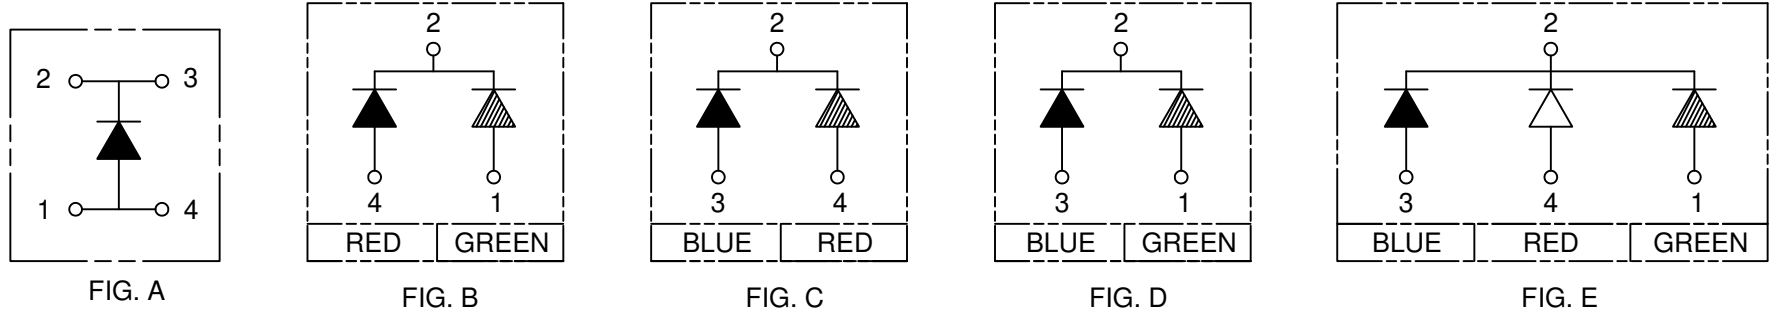 2 3
1 4
FIG. A
2
4 1
RED GREEN
FIG. B
2
3 4
BLUE RED
FIG. C
2
3 1
BLUE GREEN
FIG. D
2
3 4 1
BLUE RED GREEN
FIG. E